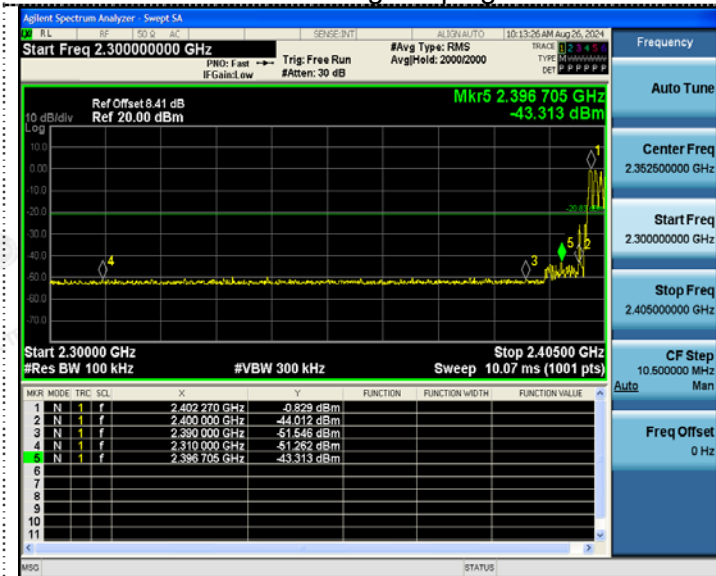 Agilent Spectrum Analyzer - Swept SA
RL RF 50 Ω AC SENSE:INT ALIGN AUTO 10:13:26 AM Aug 26, 2024
Start Freq 2.300000000 GHz
PNO: Fast
IFGain:Low
Trig: Free Run
#Atten: 30 dB
#Avg Type: RMS
Avg|Hold: 2000/2000
TRACE 1 2 3 4 5 6
TYPE M
DET P P P P P P
Frequency
Ref Offset 8.41 dB
Ref 20.00 dBm
10 dB/div
Log
Mkr5 2.396 705 GHz
-43.313 dBm
10.0
0.00
-10.0
-20.0
-30.0
-40.0
-60.0
-70.0
1
5 2
3
4
Start 2.30000 GHz Stop 2.40500 GHz
#Res BW 100 kHz #VBW 300 kHz Sweep 10.07 ms (1001 pts)
MKR MODE TRC SCL X Y FUNCTION FUNCTION WIDTH FUNCTION VALUE
1 N 1 f 2.402 270 GHz -0.829 dBm
2 N 1 f 2.400 000 GHz -44.012 dBm
3 N 1 f 2.390 000 GHz -51.546 dBm
4 N 1 f 2.310 000 GHz -51.262 dBm
5 N 1 f 2.396 705 GHz -43.313 dBm
6
7
8
9
10
11
MSG STATUS
Auto Tune
Center Freq
2.352500000 GHz
Start Freq
2.300000000 GHz
Stop Freq
2.405000000 GHz
CF Step
10.500000 MHz
Auto Man
Freq Offset
0 Hz